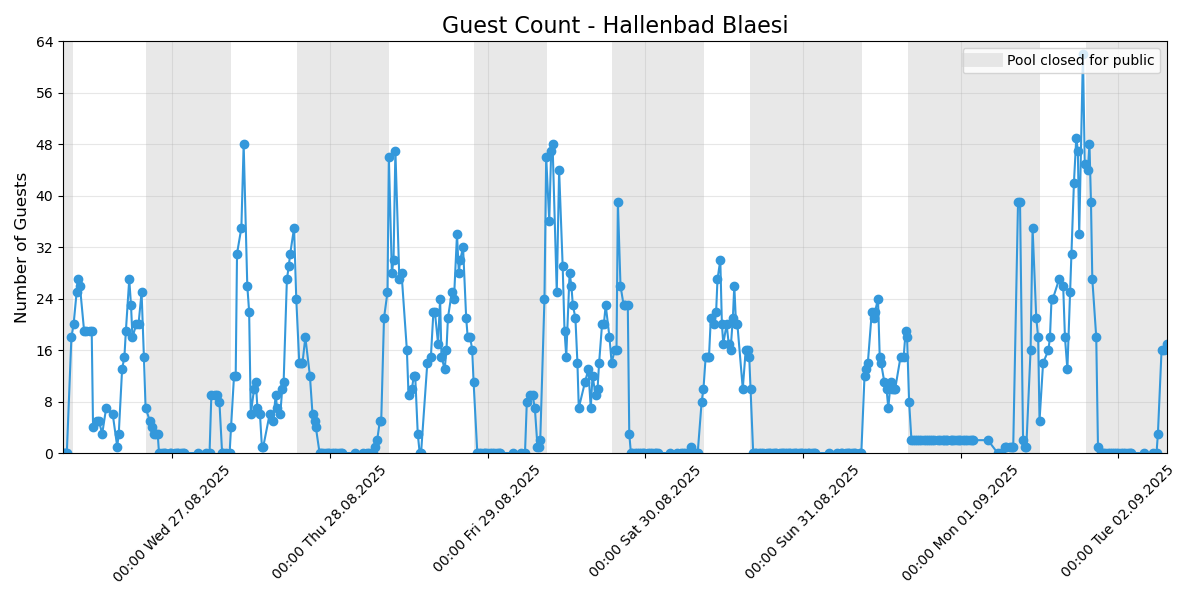 Guest Count - Hallenbad Blaesi
Pool closed for public
Number of Guests
64
56
48
40
32
24
16
8
0
00:00 Wed 27.08.2025
00:00 Thu 28.08.2025
00:00 Fri 29.08.2025
00:00 Sat 30.08.2025
00:00 Sun 31.08.2025
00:00 Mon 01.09.2025
00:00 Tue 02.09.2025